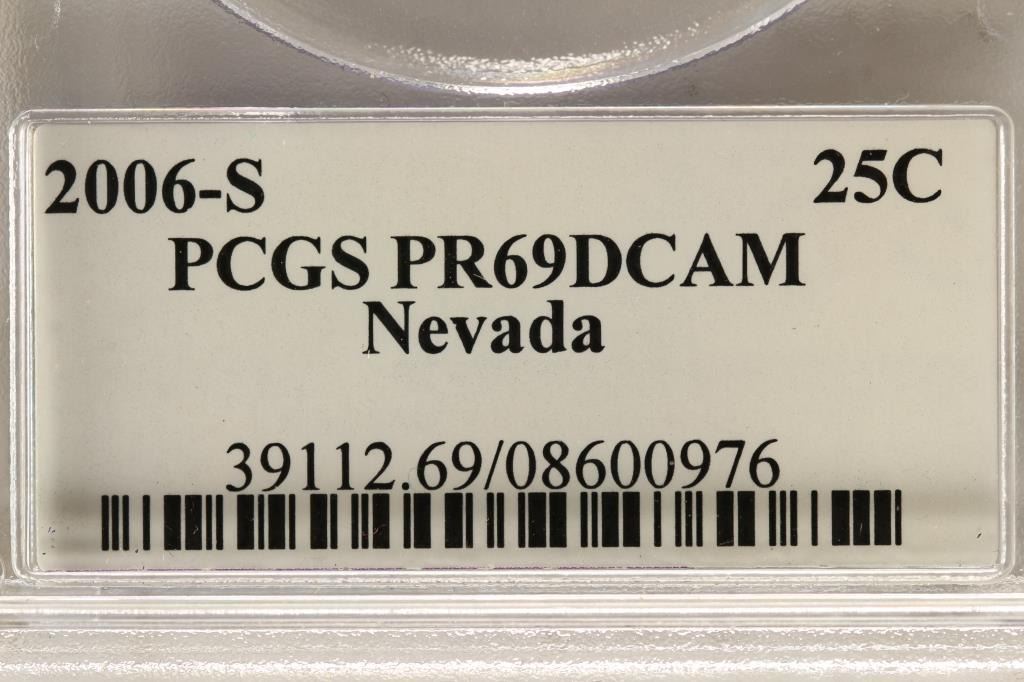 2006-S 25C
PCGS PR69DCAM
Nevada
39112.69/08600976